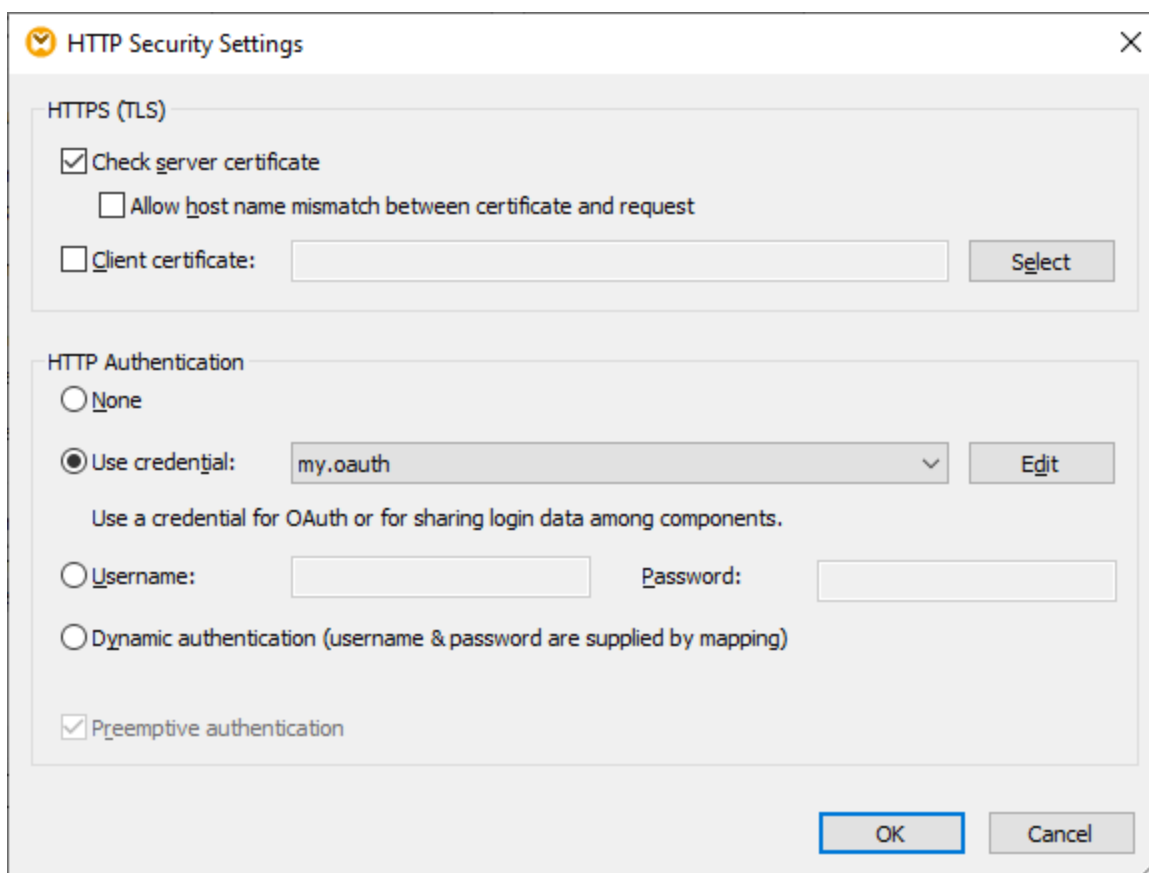 HTTP Security Settings
HTTPS (TLS)
Check server certificate
Allow host name mismatch between certificate and request
Client certificate: Select
HTTP Authentication
None
Use credential: my.oauth Edit
Use a credential for OAuth or for sharing login data among components.
Username: Password:
Dynamic authentication (username & password are supplied by mapping)
Preemptive authentication
OK Cancel